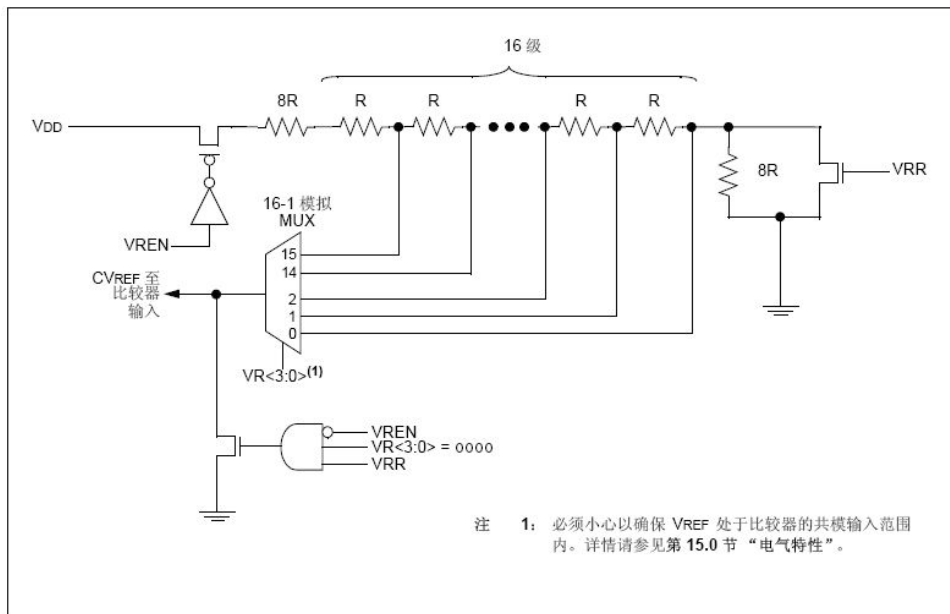 16 级
8R
R
R
R
R
VDD
8R
VRR
VREN
16-1 模拟
MUX
15
14
2
1
0
CVREF 至
比较器
输入
VR<3:0>(1)
VREN
VR<3:0> = 0000
VRR
注 1: 必须小心以确保 VREF 处于比较器的共模输入范围
内。详情请参见第 15.0 节 “电气特性”。